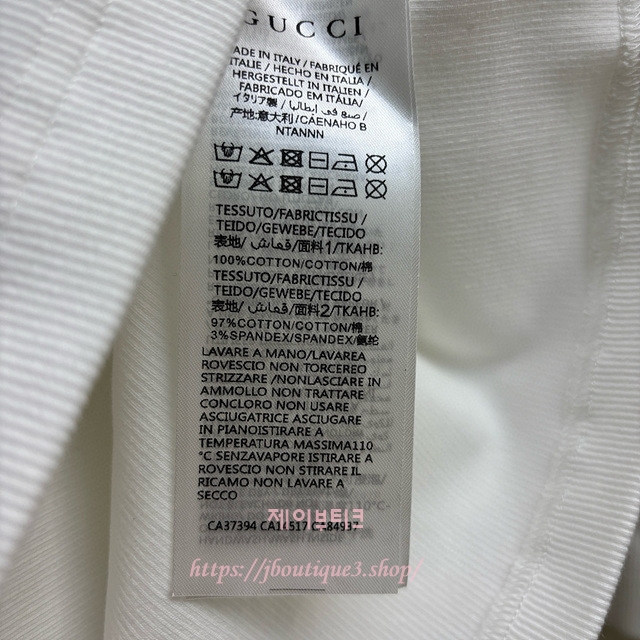 GUCCI
MADE IN ITALY / FABRIQUÉ EN
ITALIE / HECHO EN ITALIA /
HERGESTELLT IN ITALIEN /
FABRICADO EM ITÁLIA/
イタリア製 / صنع في إيطاليا /
产地:意大利/CAENAHO B
NTANNN
TESSUTO/FABRICTISSU /
TEIDO/GEWEBE/TECIDO
表地/ قماش /面料1/TKAHB:
100%COTTON/COTTON/棉
TESSUTO/FABRICTISSU /
TEIDO/GEWEBE/TECIDO
表地/ قماش /面料2/TKAHB:
97%COTTON/COTTON/棉
3%SPANDEX/SPANDEX/氨纶
LAVARE A MANO/LAVAREA
ROVESCIO NON TORCEREO
STRIZZARE /NONLASCIARE IN
AMMOLLO NON TRATTARE
CONCLORO NON USARE
ASCIUGATRICE ASCIUGARE
IN PIANOISTIRARE A
TEMPERATURA MASSIMA110
°C SENZAVAPORE ISTIRARE A
ROVESCIO NON STIRARE IL
RICAMO NON LAVARE A
SECCO
제이부티크
CA37394 CA16517 CA84937
https://jboutique3.shop/